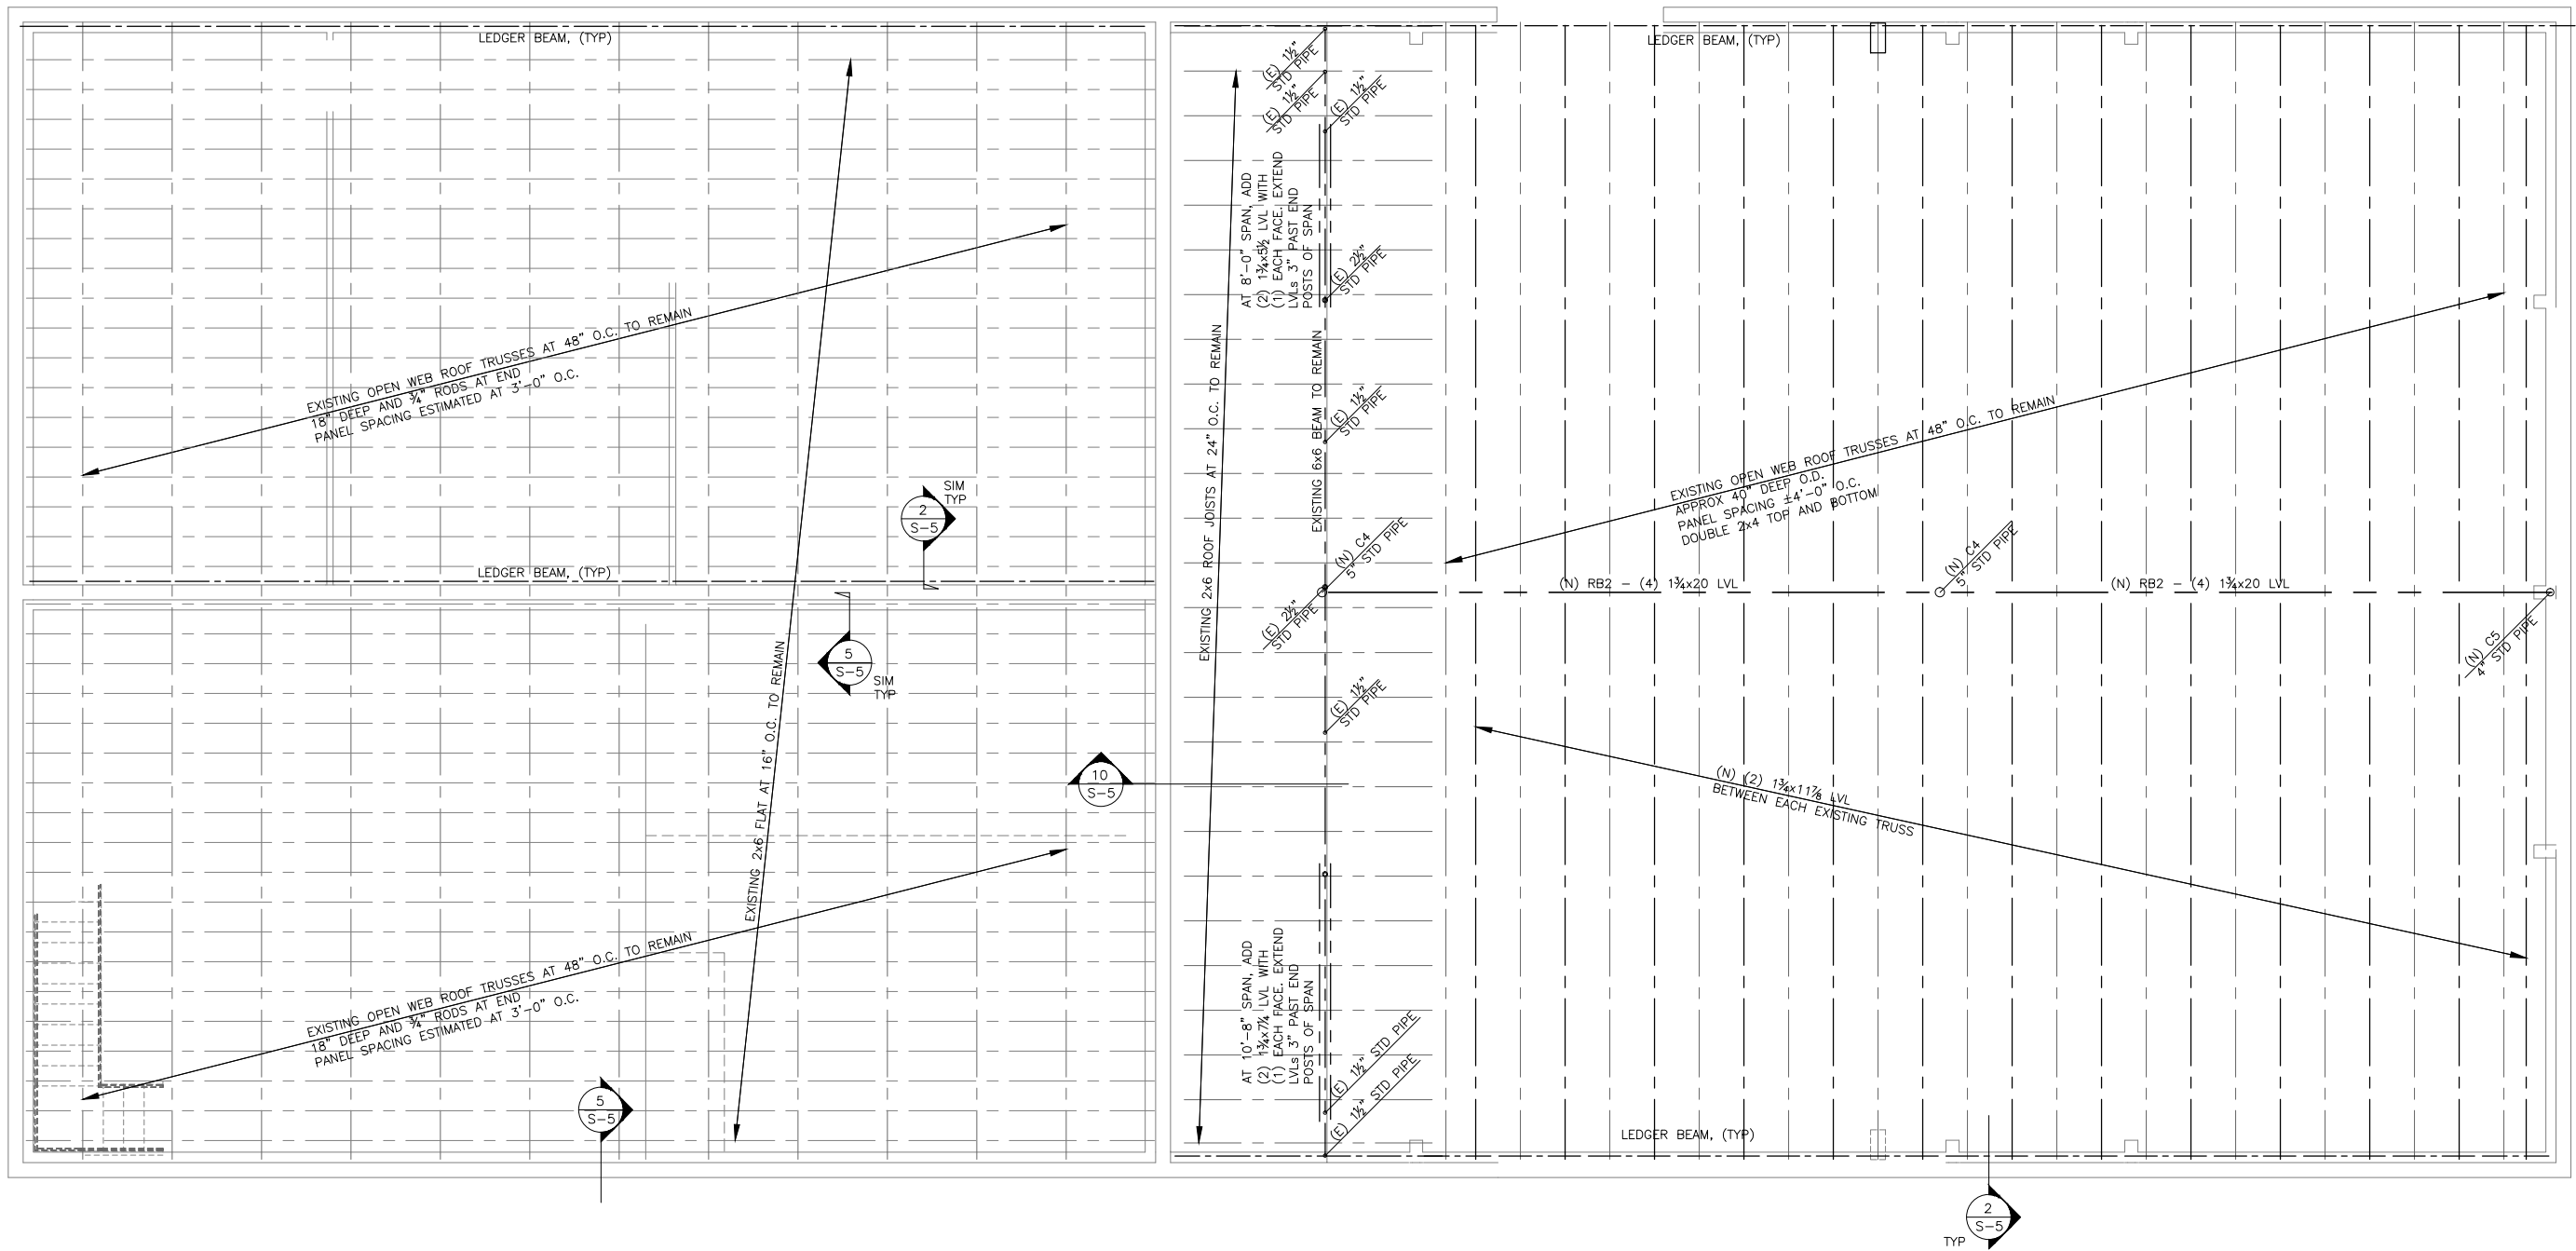 LEDGER BEAM, (TYP)
EXISTING OPEN WEB ROOF TRUSSES AT 48" O.C. TO REMAIN
18" DEEP AND ¾" RODS AT END
PANEL SPACING ESTIMATED AT 3'-0" O.C.
2
S-5
SIM
TYP
LEDGER BEAM, (TYP)
5
S-5
SIM
TYP
EXISTING 2x6 FLAT AT 16" O.C. TO REMAIN
10
S-5
EXISTING OPEN WEB ROOF TRUSSES AT 48" O.C. TO REMAIN
18" DEEP AND ¾" RODS AT END
PANEL SPACING ESTIMATED AT 3'-0" O.C.
5
S-5
(E) 1½"
STD PIPE
(E) 1½"
STD PIPE
(E) 1½"
STD PIPE
AT 8'-0" SPAN, ADD
(2) 1¾x5½ LVL WITH
(1) EACH FACE. EXTEND
LVLs 3" PAST END
POSTS OF SPAN
(E) 2½"
STD PIPE
EXISTING 2x6 ROOF JOISTS AT 24" O.C. TO REMAIN
EXISTING 6x6 BEAM TO REMAIN
(E) 1½"
STD PIPE
(N) C4
5" STD PIPE
(E) 2½"
STD PIPE
(E) 1½"
STD PIPE
AT 10'-8" SPAN, ADD
(2) 1¾x7¼ LVL WITH
(1) EACH FACE. EXTEND
LVLs 3" PAST END
POSTS OF SPAN
(E) 1½" STD PIPE
(E) 1½" STD PIPE
LEDGER BEAM, (TYP)
EXISTING OPEN WEB ROOF TRUSSES AT 48" O.C. TO REMAIN
APPROX 40" DEEP O.D.
PANEL SPACING ±4'-0" O.C.
DOUBLE 2x4 TOP AND BOTTOM
(N) RB2 - (4) 1¾x20 LVL
(N) C4
5" STD PIPE
(N) RB2 - (4) 1¾x20 LVL
(N) C5
4" STD PIPE
(N) (2) 1¾x11⅞ LVL
BETWEEN EACH EXISTING TRUSS
LEDGER BEAM, (TYP)
2
S-5
TYP